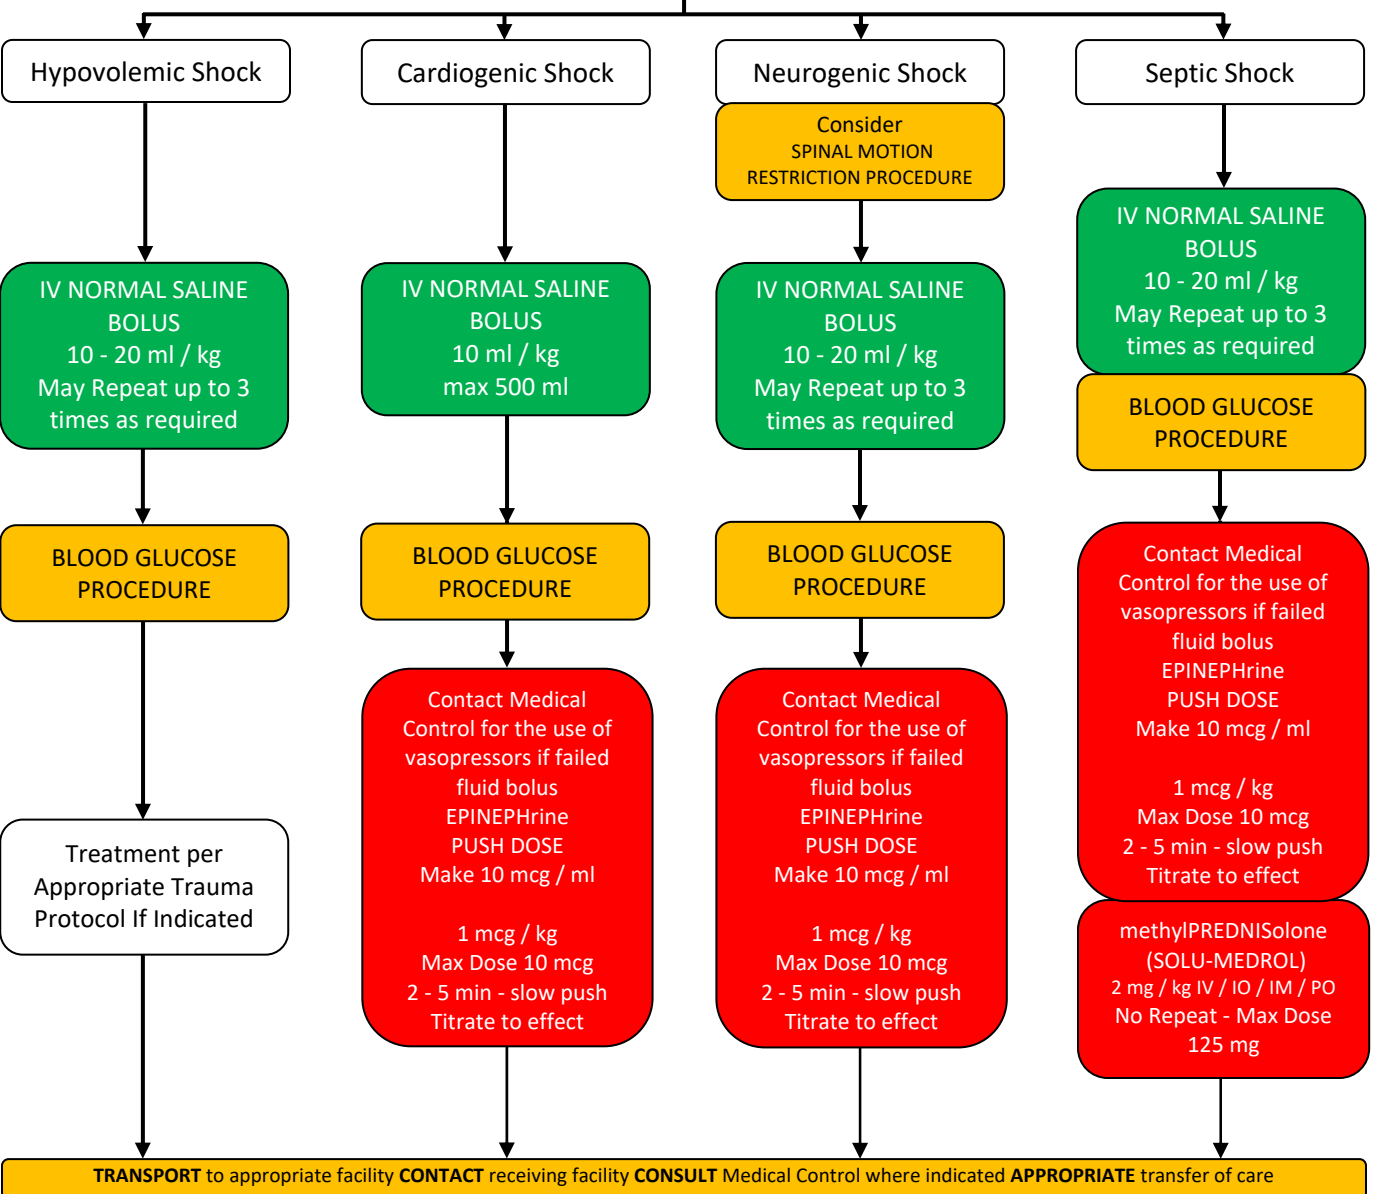 Hypovolemic Shock
IV NORMAL SALINE
BOLUS
10 - 20 ml / kg
May Repeat up to 3
times as required
BLOOD GLUCOSE
PROCEDURE
Treatment per
Appropriate Trauma
Protocol If Indicated
Cardiogenic Shock
IV NORMAL SALINE
BOLUS
10 ml / kg
max 500 ml
BLOOD GLUCOSE
PROCEDURE
Contact Medical
Control for the use of
vasopressors if failed
fluid bolus
EPINEPHrine
PUSH DOSE
Make 10 mcg / ml
1 mcg / kg
Max Dose 10 mcg
2 - 5 min - slow push
Titrate to effect
Neurogenic Shock
Consider
SPINAL MOTION
RESTRICTION PROCEDURE
IV NORMAL SALINE
BOLUS
10 - 20 ml / kg
May Repeat up to 3
times as required
BLOOD GLUCOSE
PROCEDURE
Contact Medical
Control for the use of
vasopressors if failed
fluid bolus
EPINEPHrine
PUSH DOSE
Make 10 mcg / ml
1 mcg / kg
Max Dose 10 mcg
2 - 5 min - slow push
Titrate to effect
Septic Shock
IV NORMAL SALINE
BOLUS
10 - 20 ml / kg
May Repeat up to 3
times as required
BLOOD GLUCOSE
PROCEDURE
Contact Medical
Control for the use of
vasopressors if failed
fluid bolus
EPINEPHrine
PUSH DOSE
Make 10 mcg / ml
1 mcg / kg
Max Dose 10 mcg
2 - 5 min - slow push
Titrate to effect
methylPREDNISolone
(SOLU-MEDROL)
2 mg / kg IV / IO / IM / PO
No Repeat - Max Dose
125 mg
TRANSPORT to appropriate facility CONTACT receiving facility CONSULT Medical Control where indicated APPROPRIATE transfer of care